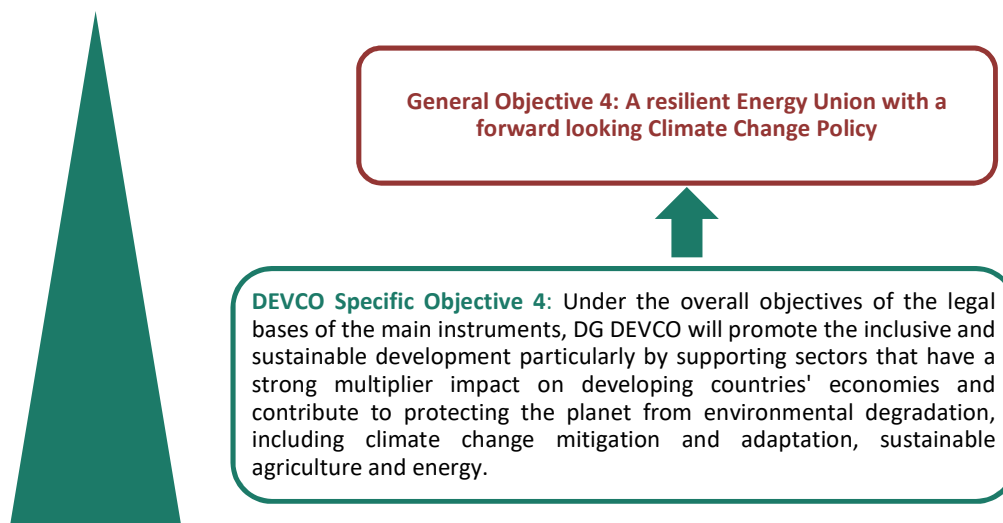 General Objective 4: A resilient Energy Union with a
forward looking Climate Change Policy
DEVCO Specific Objective 4: Under the overall objectives of the legal
bases of the main instruments, DG DEVCO will promote the inclusive and
sustainable development particularly by supporting sectors that have a
strong multiplier impact on developing countries' economies and
contribute to protecting the planet from environmental degradation,
including climate change mitigation and adaptation, sustainable
agriculture and energy.